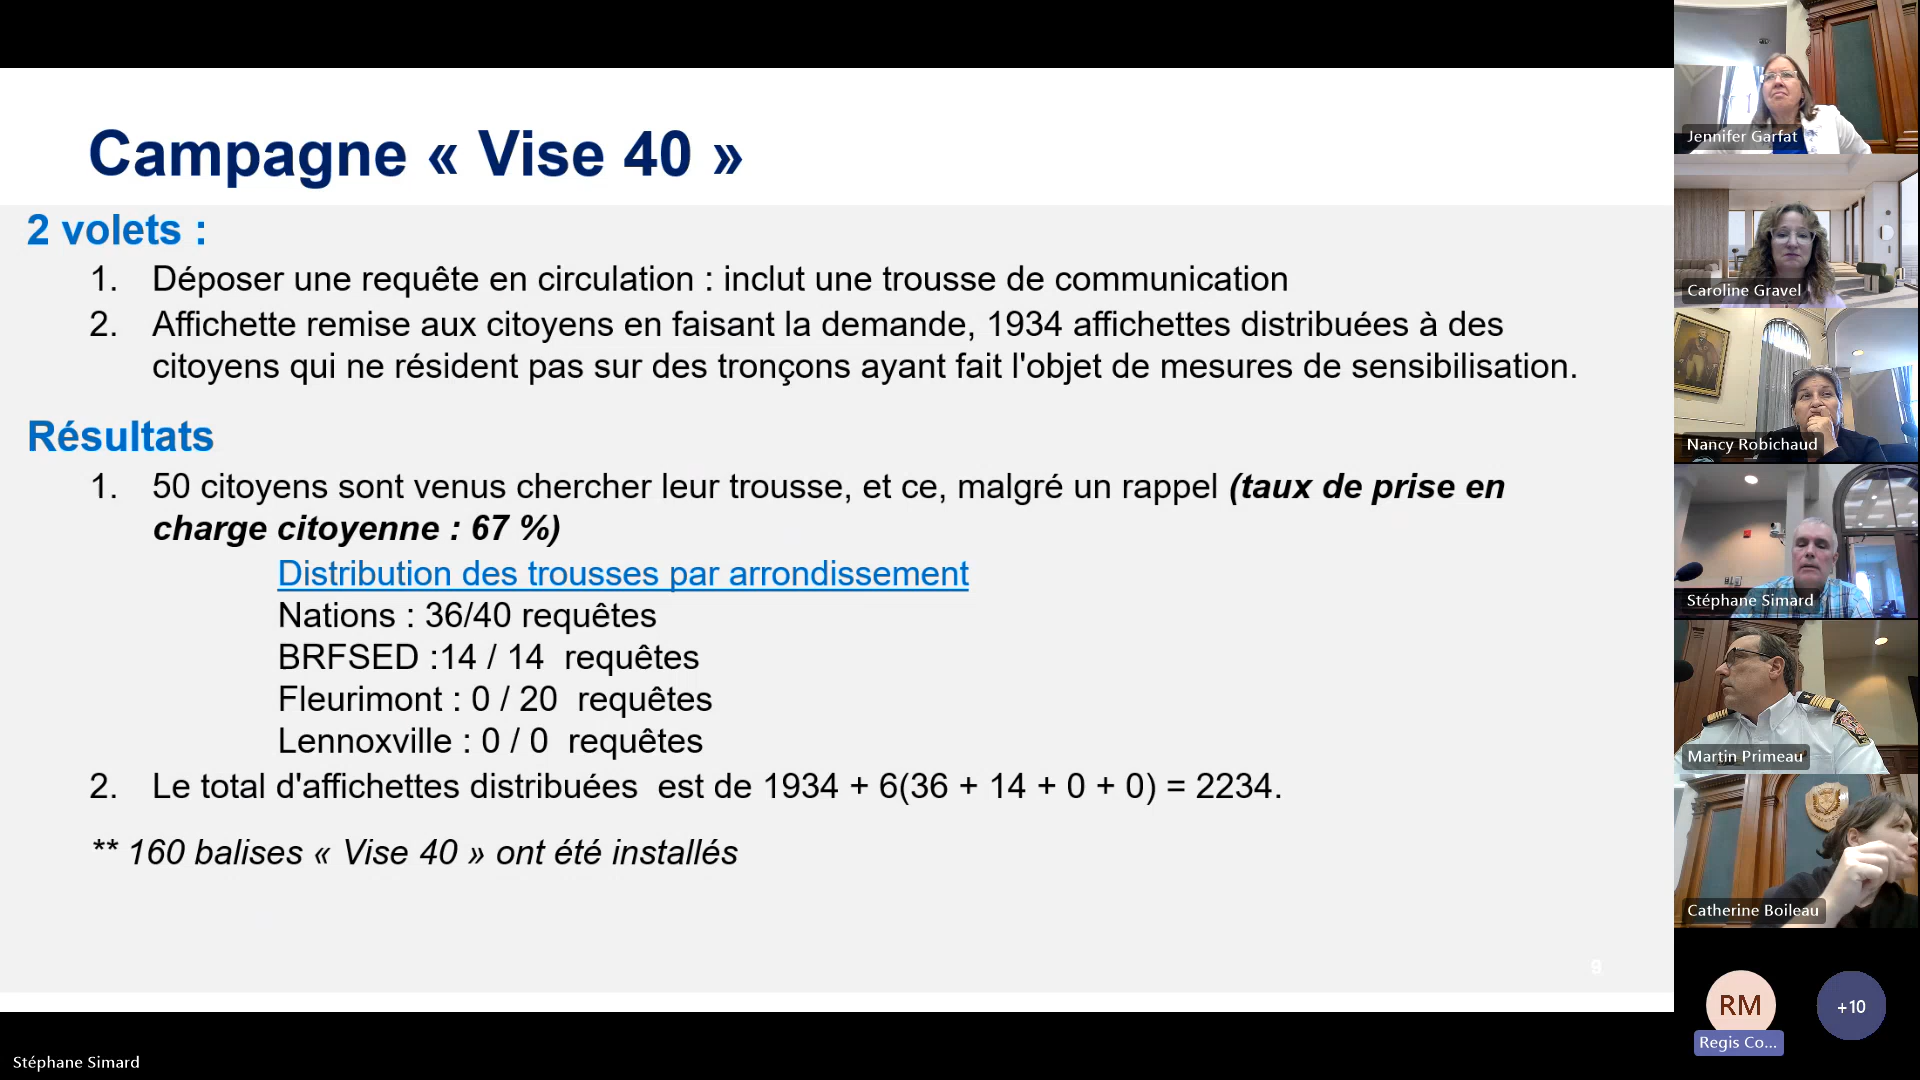 Campagne « Vise 40 »
2 volets :
1. Déposer une requête en circulation : inclut une trousse de communication
2. Affichette remise aux citoyens en faisant la demande, 1934 affichettes distribuées à des
citoyens qui ne résident pas sur des tronçons ayant fait l'objet de mesures de sensibilisation.
Résultats
1. 50 citoyens sont venus chercher leur trousse, et ce, malgré un rappel (taux de prise en
charge citoyenne : 67 %)
Distribution des trousses par arrondissement
Nations : 36/40 requêtes
BRFSED :14 / 14 requêtes
Fleurimont : 0 / 20 requêtes
Lennoxville : 0 / 0 requêtes
2. Le total d'affichettes distribuées est de 1934 + 6(36 + 14 + 0 + 0) = 2234.
** 160 balises « Vise 40 » ont été installés
9
Stéphane Simard
Jennifer Garfat
Caroline Gravel
Nancy Robichaud
Stéphane Simard
Martin Primeau
Catherine Boileau
RM
+10
Regis Co...